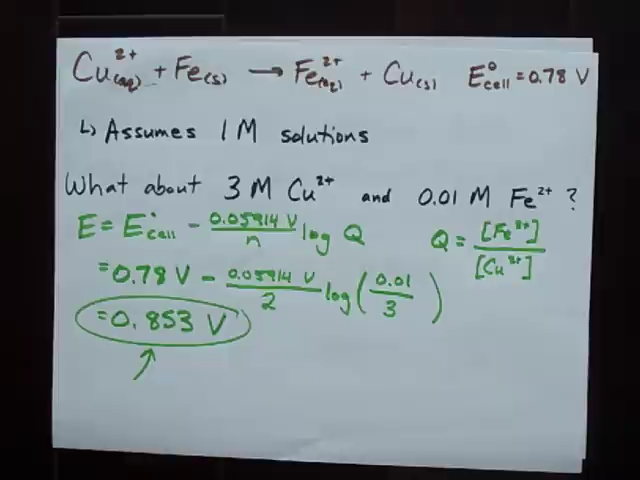 Cu²⁺(aq) + Fe(s) → Fe²⁺(aq) + Cu(s) E°cell = 0.78 V
↳ Assumes 1 M solutions
What about 3 M Cu²⁺ and 0.01 M Fe²⁺ ?
E = E°cell − 0.05914 V / n log Q Q = [Fe²⁺] / [Cu²⁺]
= 0.78 V − 0.05914 V / 2 log ( 0.01 / 3 )
= 0.853 V